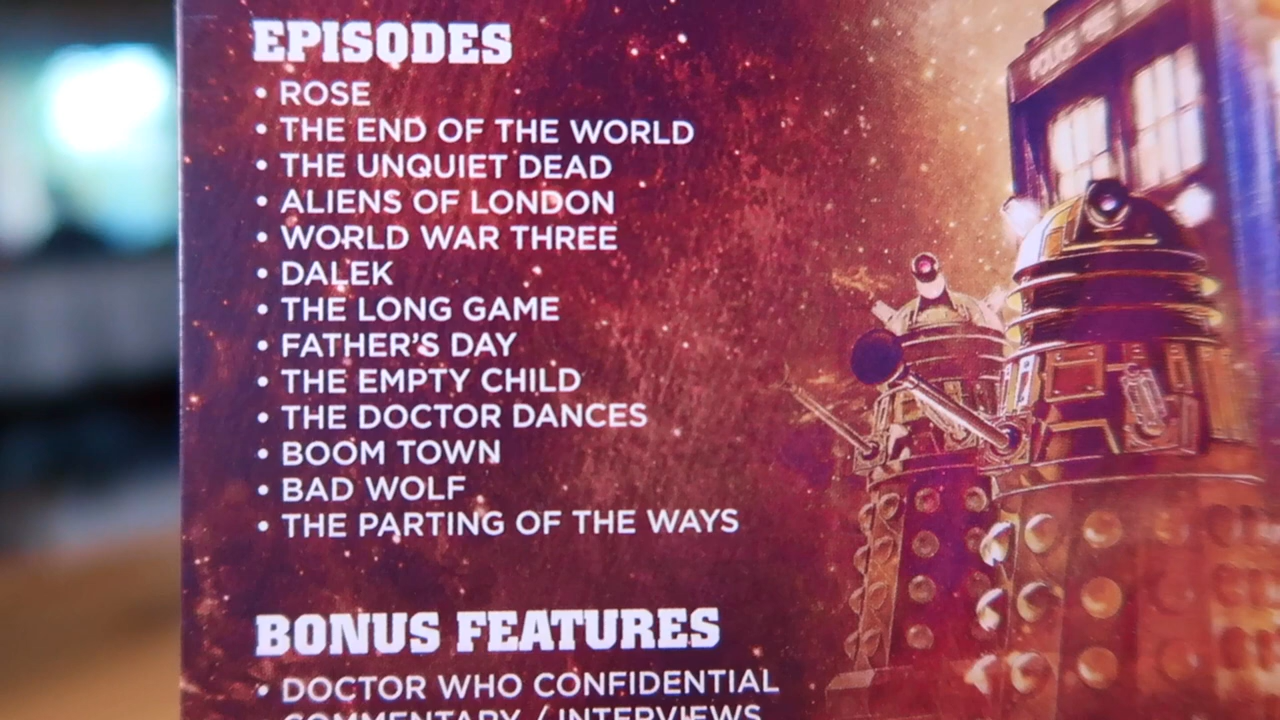 EPISODES
• ROSE
• THE END OF THE WORLD
• THE UNQUIET DEAD
• ALIENS OF LONDON
• WORLD WAR THREE
• DALEK
• THE LONG GAME
• FATHER'S DAY
• THE EMPTY CHILD
• THE DOCTOR DANCES
• BOOM TOWN
• BAD WOLF
• THE PARTING OF THE WAYS
BONUS FEATURES
• DOCTOR WHO CONFIDENTIAL
COMMENTARY / INTERVIEWS